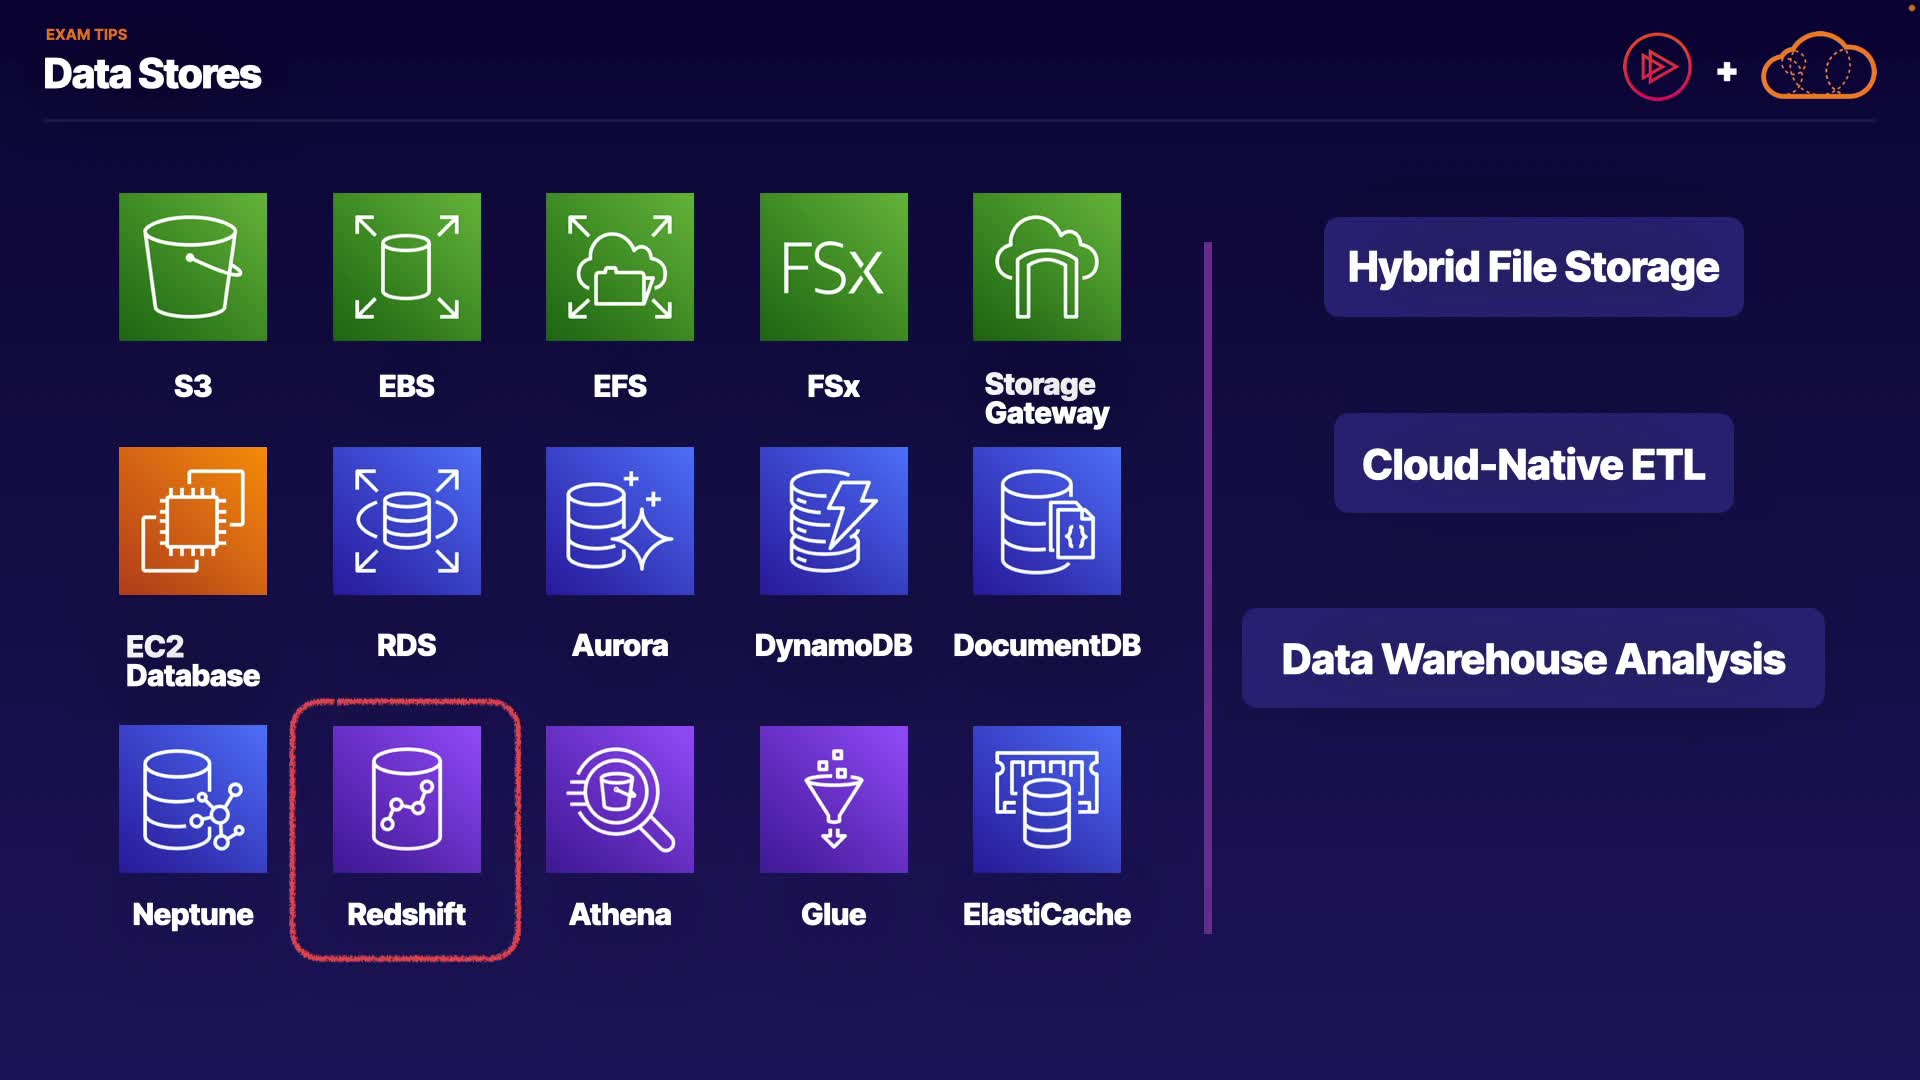 EXAM TIPS
Data Stores
S3
EBS
EFS
FSx
FSx
Storage
Gateway
EC2
Database
RDS
Aurora
DynamoDB
DocumentDB
Neptune
Redshift
Athena
Glue
ElastiCache
Hybrid File Storage
Cloud-Native ETL
Data Warehouse Analysis